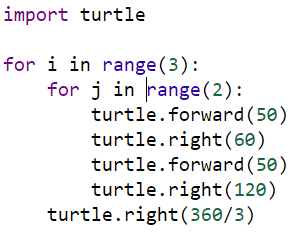 import turtle
for i in range(3):
    for j in range(2):
        turtle.forward(50)
        turtle.right(60)
        turtle.forward(50)
        turtle.right(120)
    turtle.right(360/3)